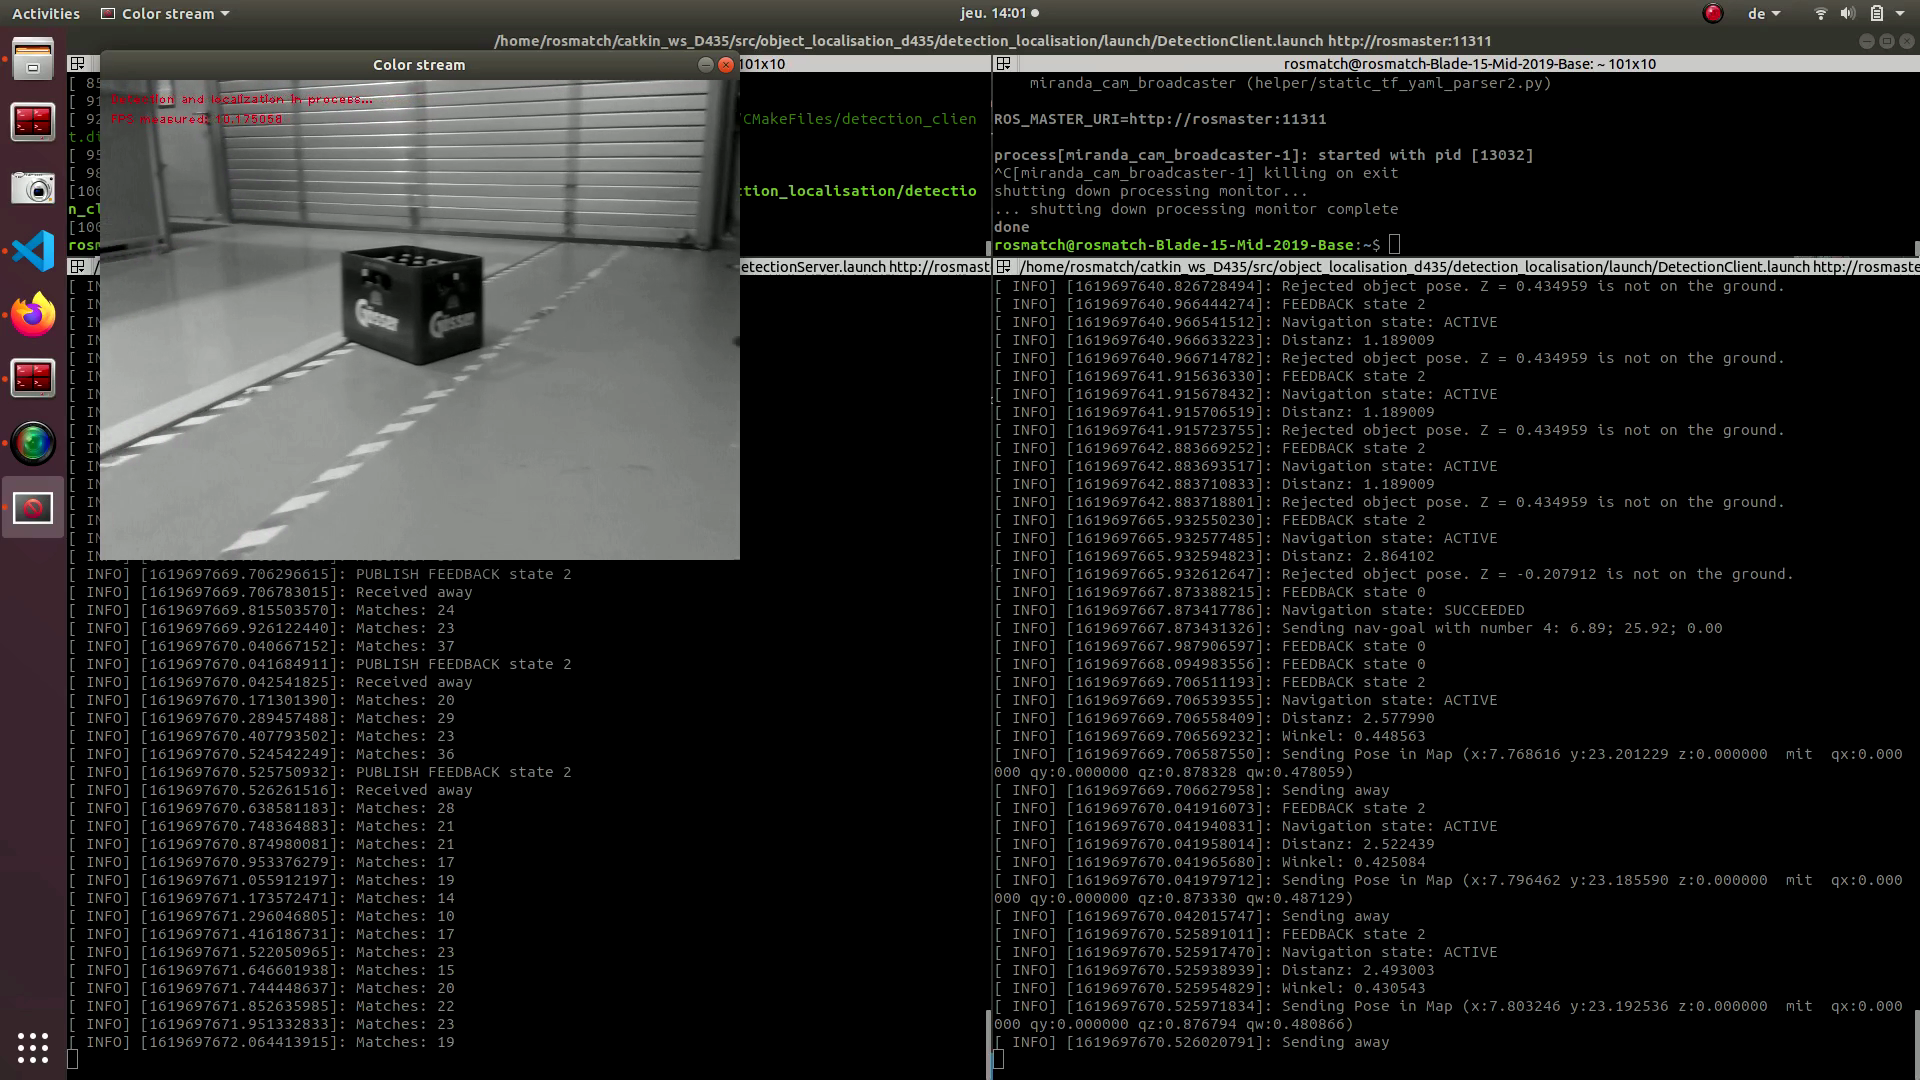 Activities
Color stream
jeu. 14:01
de
/home/rosmatch/catkin_ws_D435/src/object_localisation_d435/detection_localisation/launch/DetectionClient.launch http://rosmaster:11311
Color stream
Detection and localization in process...
FPS measured: 10.175058
Gösser
Gösser
101x10
[ 85
[ 91
[ 92
/CMakeFiles/detection_clien
t.di
[ 95
[ 98
[100
ction_localisation/detectio
n_cl
[100
rosm
rosmatch@rosmatch-Blade-15-Mid-2019-Base: ~ 101x10
miranda_cam_broadcaster (helper/static_tf_yaml_parser2.py)
ROS_MASTER_URI=http://rosmaster:11311
process[miranda_cam_broadcaster-1]: started with pid [13032]
^C[miranda_cam_broadcaster-1] killing on exit
shutting down processing monitor...
... shutting down processing monitor complete
done
rosmatch@rosmatch-Blade-15-Mid-2019-Base:~$
etectionServer.launch http://rosmast
[ INFO] [1619697669.706296615]: PUBLISH FEEDBACK state 2
[ INFO] [1619697669.706783015]: Received away
[ INFO] [1619697669.815503570]: Matches: 24
[ INFO] [1619697669.926122440]: Matches: 23
[ INFO] [1619697670.040667152]: Matches: 37
[ INFO] [1619697670.041684911]: PUBLISH FEEDBACK state 2
[ INFO] [1619697670.042541825]: Received away
[ INFO] [1619697670.171301390]: Matches: 20
[ INFO] [1619697670.289457488]: Matches: 29
[ INFO] [1619697670.407793502]: Matches: 23
[ INFO] [1619697670.524542249]: Matches: 36
[ INFO] [1619697670.525750932]: PUBLISH FEEDBACK state 2
[ INFO] [1619697670.526261516]: Received away
[ INFO] [1619697670.638581183]: Matches: 28
[ INFO] [1619697670.748364883]: Matches: 21
[ INFO] [1619697670.874980081]: Matches: 21
[ INFO] [1619697670.953376279]: Matches: 17
[ INFO] [1619697671.055912197]: Matches: 19
[ INFO] [1619697671.173572471]: Matches: 14
[ INFO] [1619697671.296046805]: Matches: 10
[ INFO] [1619697671.416186731]: Matches: 17
[ INFO] [1619697671.522050965]: Matches: 23
[ INFO] [1619697671.646601938]: Matches: 15
[ INFO] [1619697671.744448637]: Matches: 20
[ INFO] [1619697671.852635985]: Matches: 22
[ INFO] [1619697671.951332833]: Matches: 23
[ INFO] [1619697672.064413915]: Matches: 19
/home/rosmatch/catkin_ws_D435/src/object_localisation_d435/detection_localisation/launch/DetectionClient.launch http://rosmaste
[ INFO] [1619697640.826728494]: Rejected object pose. Z = 0.434959 is not on the ground.
[ INFO] [1619697640.966444274]: FEEDBACK state 2
[ INFO] [1619697640.966541512]: Navigation state: ACTIVE
[ INFO] [1619697640.966633223]: Distanz: 1.189009
[ INFO] [1619697640.966714782]: Rejected object pose. Z = 0.434959 is not on the ground.
[ INFO] [1619697641.915636330]: FEEDBACK state 2
[ INFO] [1619697641.915678432]: Navigation state: ACTIVE
[ INFO] [1619697641.915706519]: Distanz: 1.189009
[ INFO] [1619697641.915723755]: Rejected object pose. Z = 0.434959 is not on the ground.
[ INFO] [1619697642.883669252]: FEEDBACK state 2
[ INFO] [1619697642.883693517]: Navigation state: ACTIVE
[ INFO] [1619697642.883710833]: Distanz: 1.189009
[ INFO] [1619697642.883718801]: Rejected object pose. Z = 0.434959 is not on the ground.
[ INFO] [1619697665.932550230]: FEEDBACK state 2
[ INFO] [1619697665.932577485]: Navigation state: ACTIVE
[ INFO] [1619697665.932594823]: Distanz: 2.864102
[ INFO] [1619697665.932612647]: Rejected object pose. Z = -0.207912 is not on the ground.
[ INFO] [1619697667.873388215]: FEEDBACK state 0
[ INFO] [1619697667.873417786]: Navigation state: SUCCEEDED
[ INFO] [1619697667.873431326]: Sending nav-goal with number 4: 6.89; 25.92; 0.00
[ INFO] [1619697667.987906597]: FEEDBACK state 0
[ INFO] [1619697668.094983556]: FEEDBACK state 0
[ INFO] [1619697669.706511193]: FEEDBACK state 2
[ INFO] [1619697669.706539355]: Navigation state: ACTIVE
[ INFO] [1619697669.706558409]: Distanz: 2.577990
[ INFO] [1619697669.706569232]: Winkel: 0.448563
[ INFO] [1619697669.706587550]: Sending Pose in Map (x:7.768616 y:23.201229 z:0.000000  mit  qx:0.000
000 qy:0.000000 qz:0.878328 qw:0.478059)
[ INFO] [1619697669.706627958]: Sending away
[ INFO] [1619697670.041916073]: FEEDBACK state 2
[ INFO] [1619697670.041940831]: Navigation state: ACTIVE
[ INFO] [1619697670.041958014]: Distanz: 2.522439
[ INFO] [1619697670.041965680]: Winkel: 0.425084
[ INFO] [1619697670.041979712]: Sending Pose in Map (x:7.796462 y:23.185590 z:0.000000  mit  qx:0.000
000 qy:0.000000 qz:0.873330 qw:0.487129)
[ INFO] [1619697670.042015747]: Sending away
[ INFO] [1619697670.525891011]: FEEDBACK state 2
[ INFO] [1619697670.525917470]: Navigation state: ACTIVE
[ INFO] [1619697670.525938939]: Distanz: 2.493003
[ INFO] [1619697670.525954829]: Winkel: 0.430543
[ INFO] [1619697670.525971834]: Sending Pose in Map (x:7.803246 y:23.192536 z:0.000000  mit  qx:0.000
000 qy:0.000000 qz:0.876794 qw:0.480866)
[ INFO] [1619697670.526020791]: Sending away